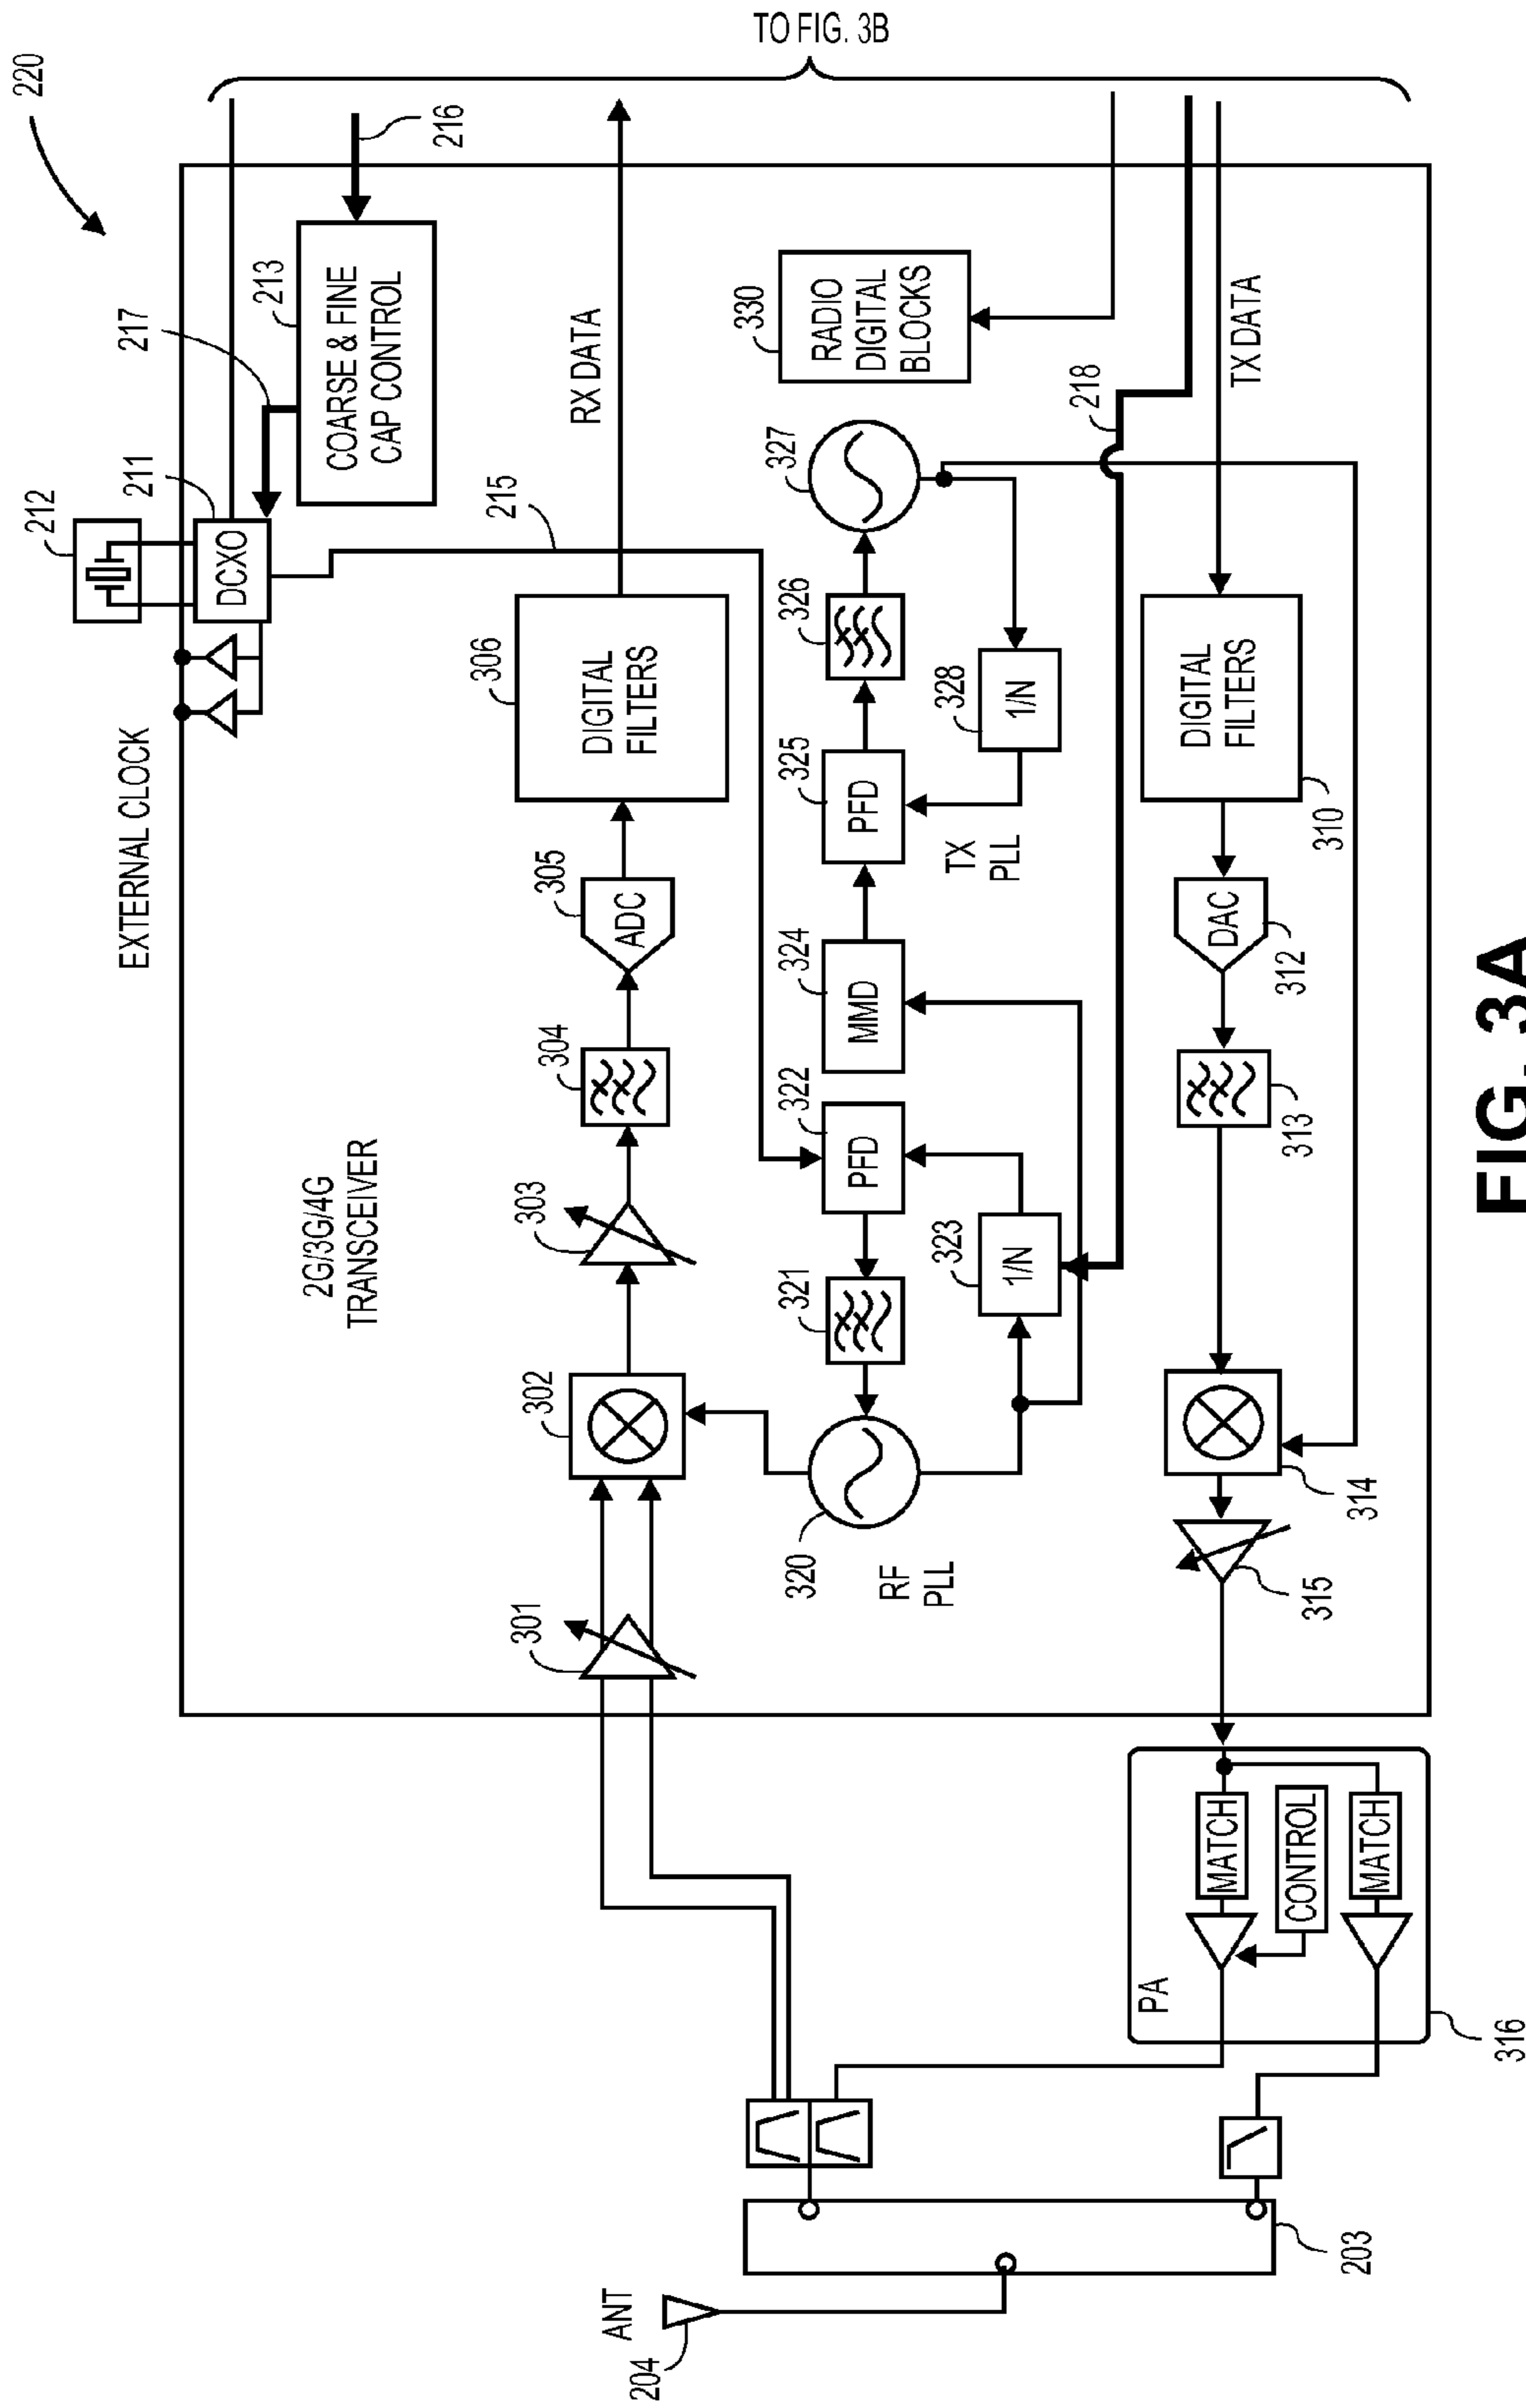 220
TO FIG. 3B
EXTERNAL CLOCK
212
211
DCXO
217
213
COARSE & FINE
CAP CONTROL
216
2G/3G/4G
TRANSCEIVER
215
301
302
303
304
305
ADC
306
DIGITAL
FILTERS
RX DATA
320
RF
PLL
321
322
PFD
323
1/N
324
MMD
325
PFD
TX
PLL
326
327
328
1/N
330
RADIO
DIGITAL
BLOCKS
218
TX DATA
DIGITAL
FILTERS
310
DAC
312
313
314
315
PA
MATCH
CONTROL
MATCH
316
ANT
204
203
FIG. 3A